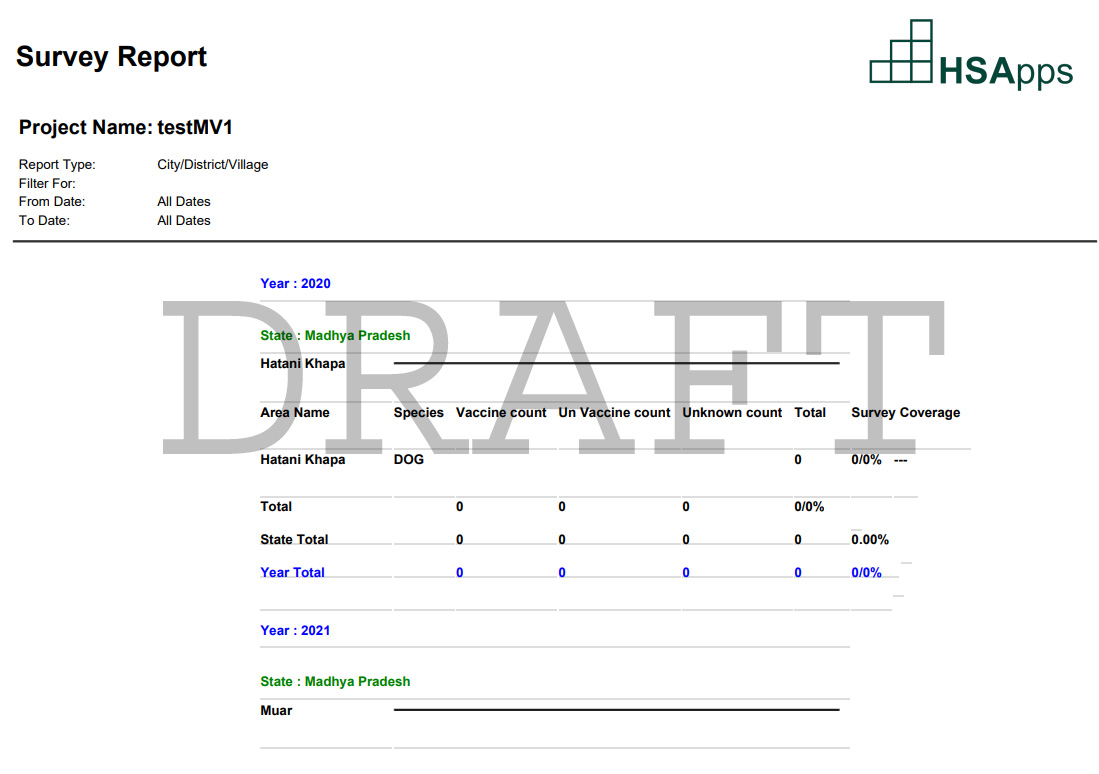 Survey Report
HSApps
Project Name: testMV1
Report Type: City/District/Village
Filter For:
From Date: All Dates
To Date: All Dates
Year : 2020
DRAFT
State : Madhya Pradesh
Hatani Khapa
Area Name Species Vaccine count Un Vaccine count Unknown count Total Survey Coverage
Hatani Khapa DOG 0 0/0% ---
Total 0 0 0 0/0%
State Total 0 0 0 0 0.00%
Year Total 0 0 0 0 0/0%
Year : 2021
State : Madhya Pradesh
Muar